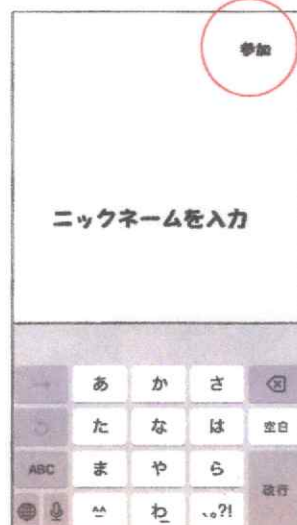 参加
ニックネームを入力
→ あ か さ
た な は 空白
ABC ま や ら 改行
^^ わ 、。?!